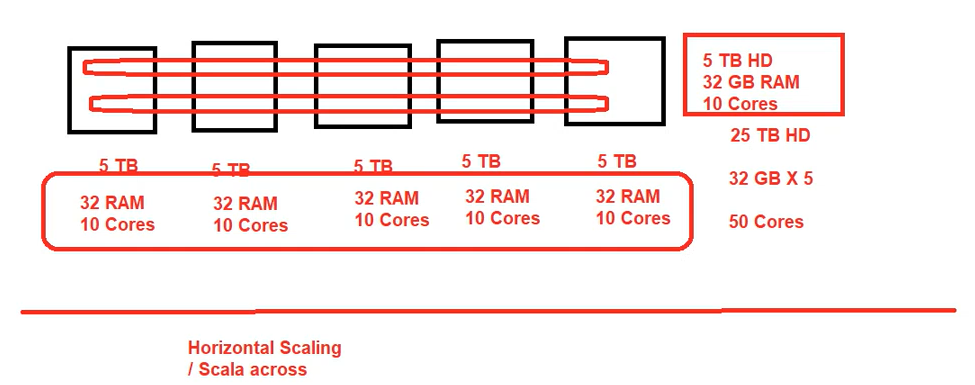 5 TB HD
32 GB RAM
10 Cores
25 TB HD
32 GB X 5
50 Cores
5 TB 5 TB 5 TB 5 TB 5 TB
32 RAM 32 RAM 32 RAM 32 RAM 32 RAM
10 Cores 10 Cores 10 Cores 10 Cores 10 Cores
Horizontal Scaling
/ Scala across